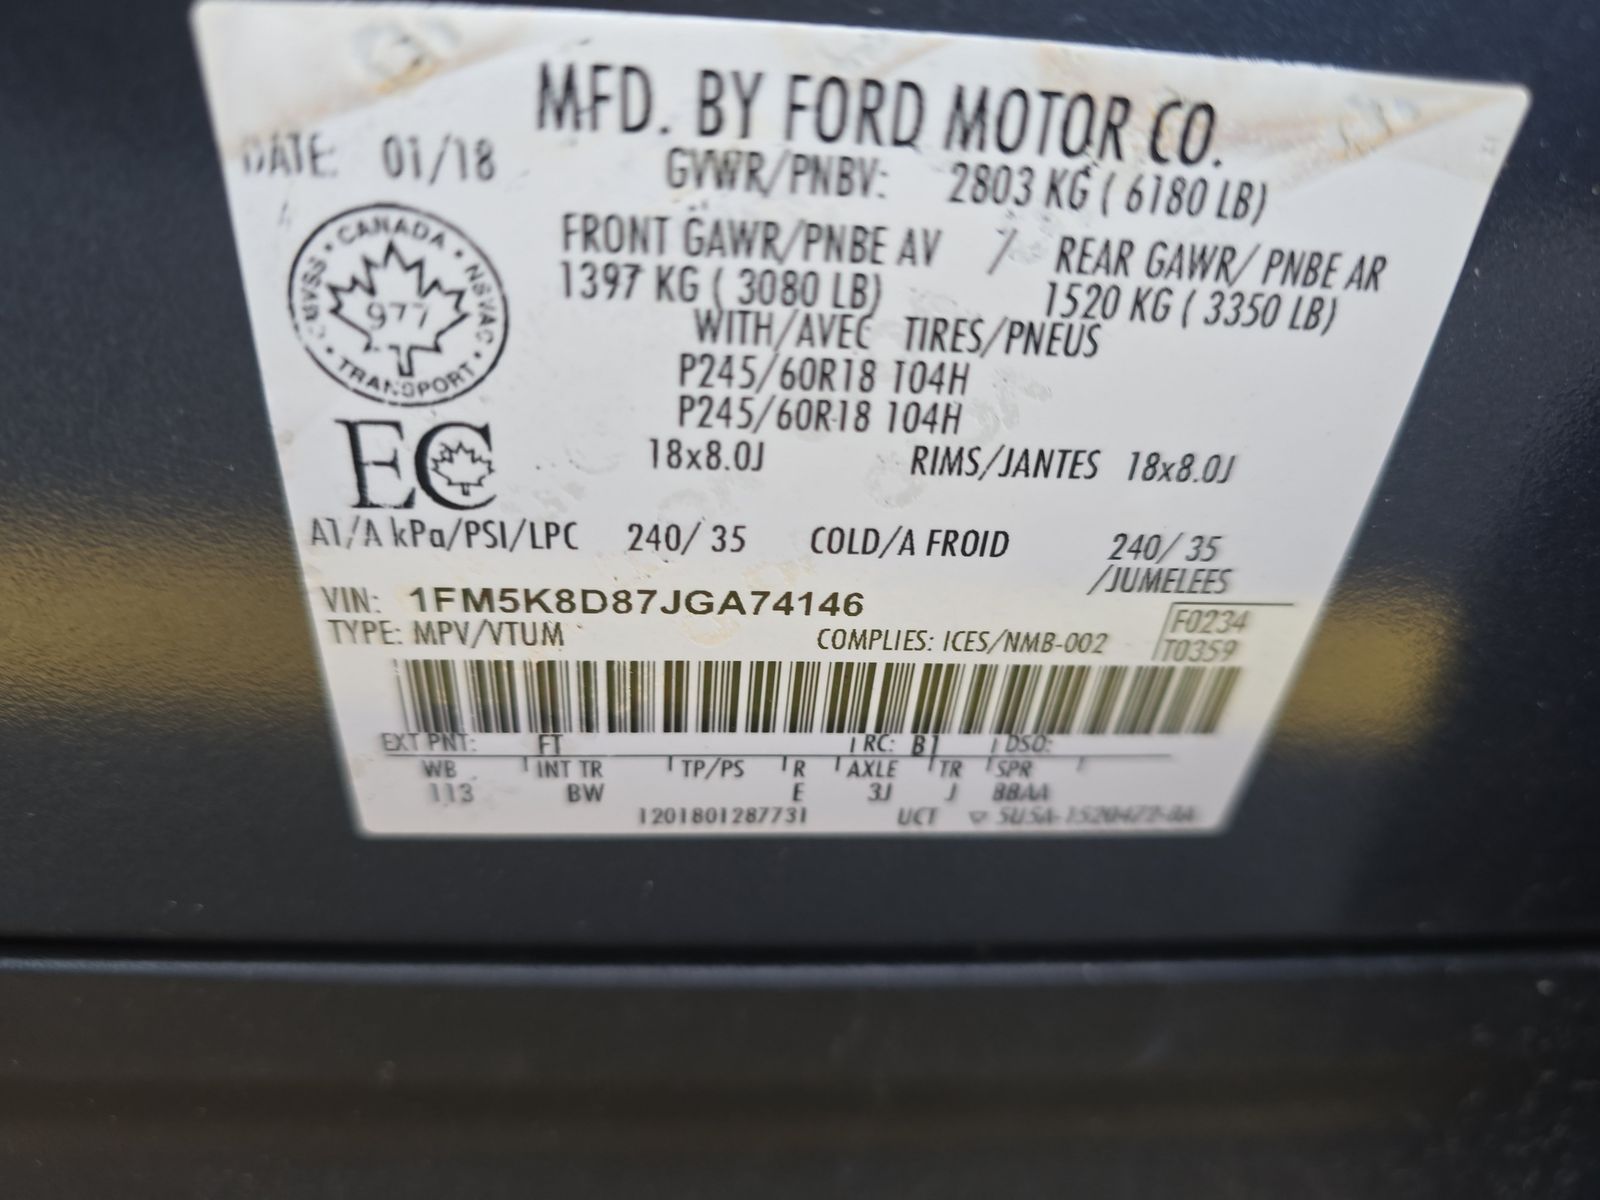 MFD. BY FORD MOTOR CO.
DATE: 01/18
GVWR/PNBV: 2803 KG ( 6180 LB)
FRONT GAWR/PNBE AV / REAR GAWR/ PNBE AR
1397 KG ( 3080 LB) 1520 KG ( 3350 LB)
WITH/AVEC TIRES/PNEUS
P245/60R18 104H
P245/60R18 104H
18x8.0J RIMS/JANTES 18x8.0J
CANADA
CBVSS · NSVAC
977
TRANSPORT
EC
AT/A kPa/PSI/LPC 240/ 35 COLD/A FROID 240/ 35
/JUMELEES
VIN: 1FM5K8D87JGA74146
F0234
TYPE: MPV/VTUM COMPLIES: ICES/NMB-002
T0359
EXT PNT: FT RC: B1 DSO:
WB INT TR TP/PS R AXLE TR SPR
113 BW E 3J J BBAA
1201801287731 UCT ▽ 5U5A-1520472-